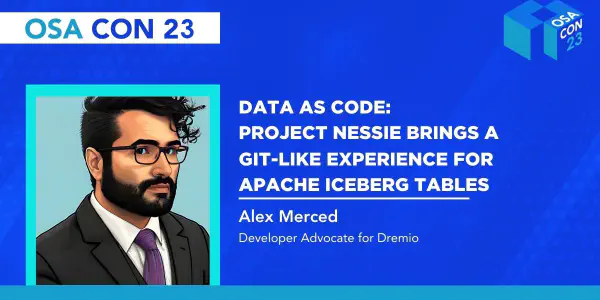 OSA CON 23
OSA
CON
23
DATA AS CODE:
PROJECT NESSIE BRINGS A
GIT-LIKE EXPERIENCE FOR
APACHE ICEBERG TABLES
Alex Merced
Developer Advocate for Dremio